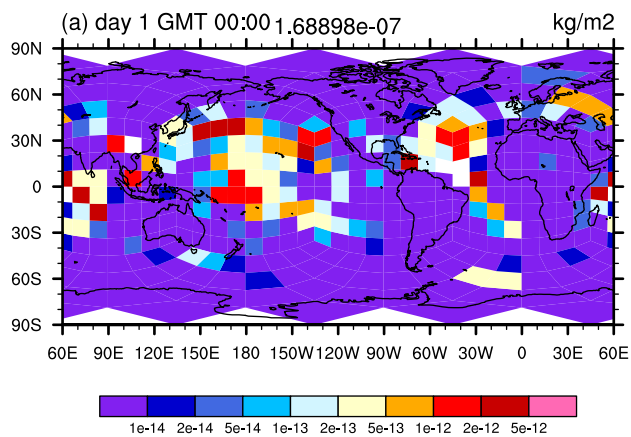 (a) day 1 GMT 00:00 1.68898e-07 kg/m2
90N
60N
30N
0
30S
60S
90S
60E 90E 120E 150E 180 150W 120W 90W 60W 30W 0 30E 60E
1e-14 2e-14 5e-14 1e-13 2e-13 5e-13 1e-12 2e-12 5e-12